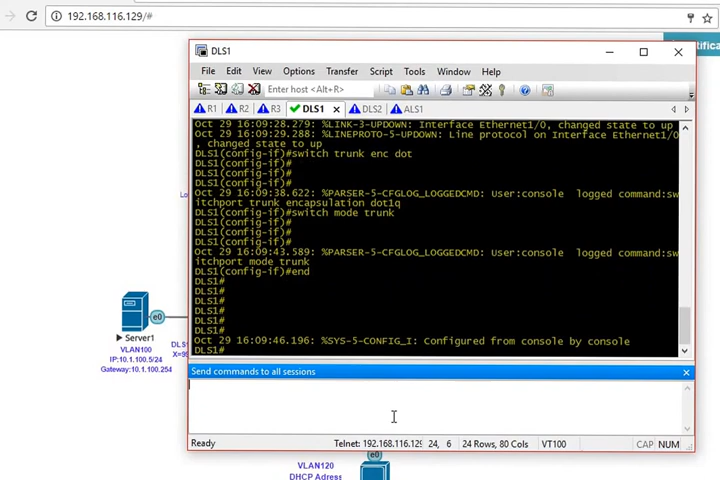 192.168.116.129/#
DLS1
File Edit View Options Transfer Script Tools Window Help
Enter host <Alt+R>
R1 R2 R3 DLS1 DLS2 ALS1
Oct 29 16:09:28.279: %LINK-3-UPDOWN: Interface Ethernet1/0, changed state to up
Oct 29 16:09:29.288: %LINEPROTO-5-UPDOWN: Line protocol on Interface Ethernet1/0
, changed state to up
DLS1(config-if)#switch trunk enc dot
DLS1(config-if)#
DLS1(config-if)#
DLS1(config-if)#
Oct 29 16:09:38.622: %PARSER-5-CFGLOG_LOGGEDCMD: User:console logged command:sw
itchport trunk encapsulation dot1q
DLS1(config-if)#switch mode trunk
DLS1(config-if)#
DLS1(config-if)#
DLS1(config-if)#
Oct 29 16:09:43.589: %PARSER-5-CFGLOG_LOGGEDCMD: User:console logged command:sw
itchport mode trunk
DLS1(config-if)#end
DLS1#
DLS1#
DLS1#
DLS1#
DLS1#
Oct 29 16:09:46.196: %SYS-5-CONFIG_I: Configured from console by console
DLS1#
Send commands to all sessions
Ready Telnet: 192.168.116.129 24, 6 24 Rows, 80 Cols VT100 CAP NUM
e0
Server1
VLAN100
IP:10.1.100.5/24
Gateway:10.1.100.254
e0
VLAN120
DHCP Adress